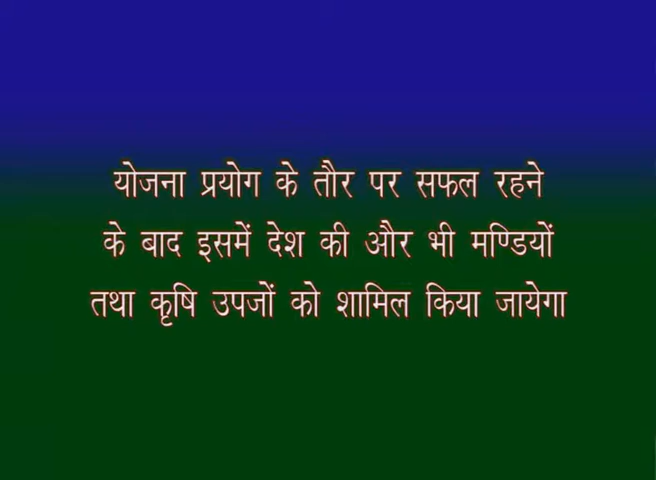 योजना प्रयोग के तौर पर सफल रहने
के बाद इसमें देश की और भी मण्डियों
तथा कृषि उपजों को शामिल किया जायेगा